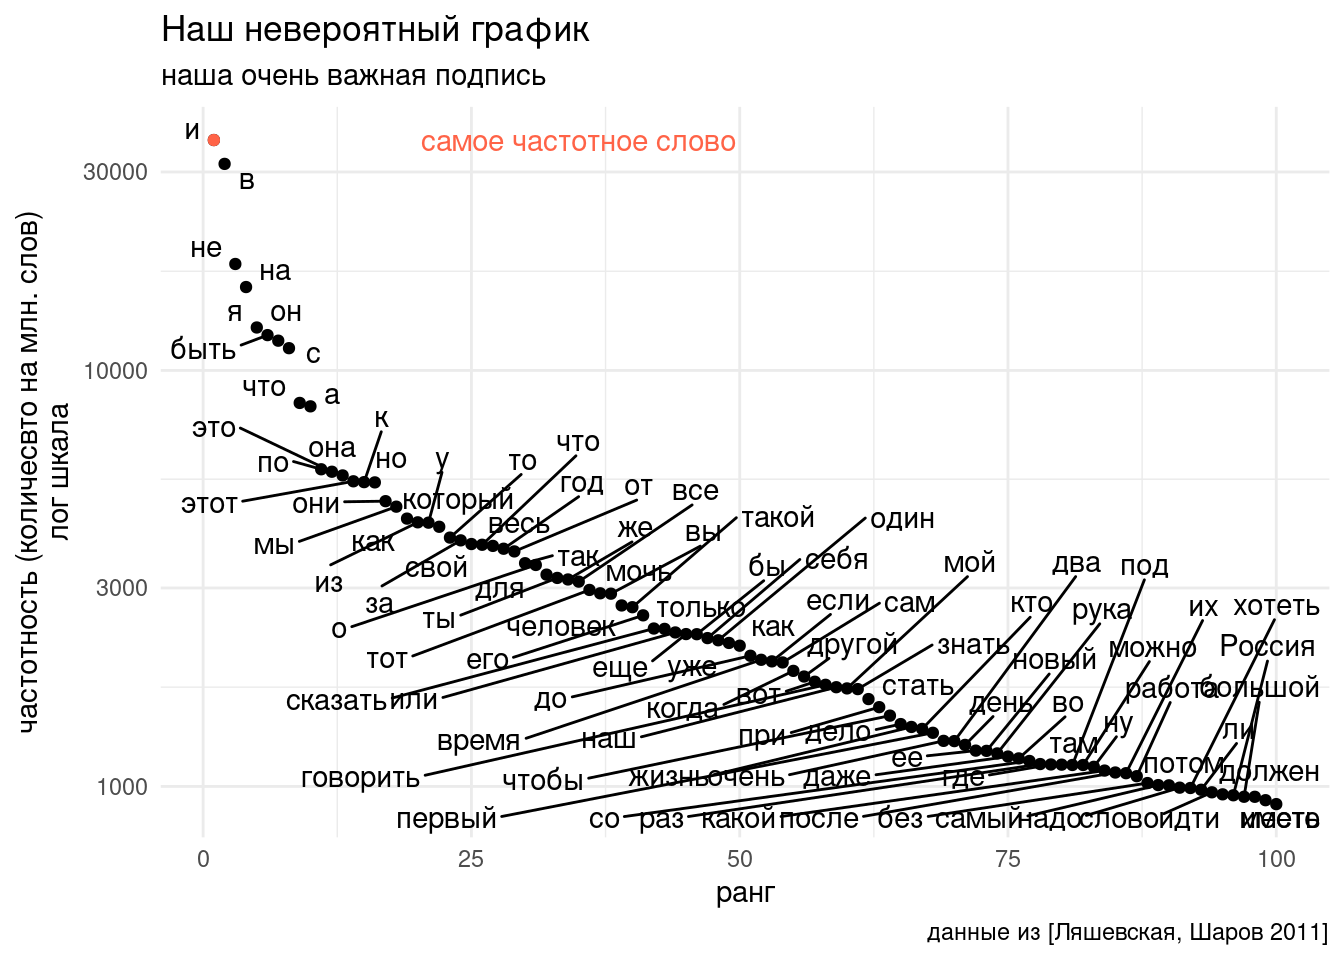 Наш невероятный график
наша очень важная подпись
и
самое частотное слово
30000
в
не
на
я
он
быть
с
10000
что
а
это
к
она
по
но
у
то
что
этот
они
который
год
от
все
мы
как
весь
же
вы
такой
один
из
свой
так
мочь
бы
себя
мой
два
под
3000
за
для
ты
только
если
сам
кто
рука
их
хотеть
о
человек
как
другой
знать
новый
можно
Россия
тот
его
еще
уже
сказать
или
до
когда
вот
стать
день
во
работа
большой
время
наш
при
дело
ее
там
ну
ли
говорить
чтобы
жизнь
очень
даже
где
потом
должен
1000
первый
со
раз
какой
после
без
самый
надо
слово
идти
иметь
0
25
50
75
100
ранг
частотность (количесвто на млн. слов)
лог шкала
данные из [Ляшевская, Шаров 2011]